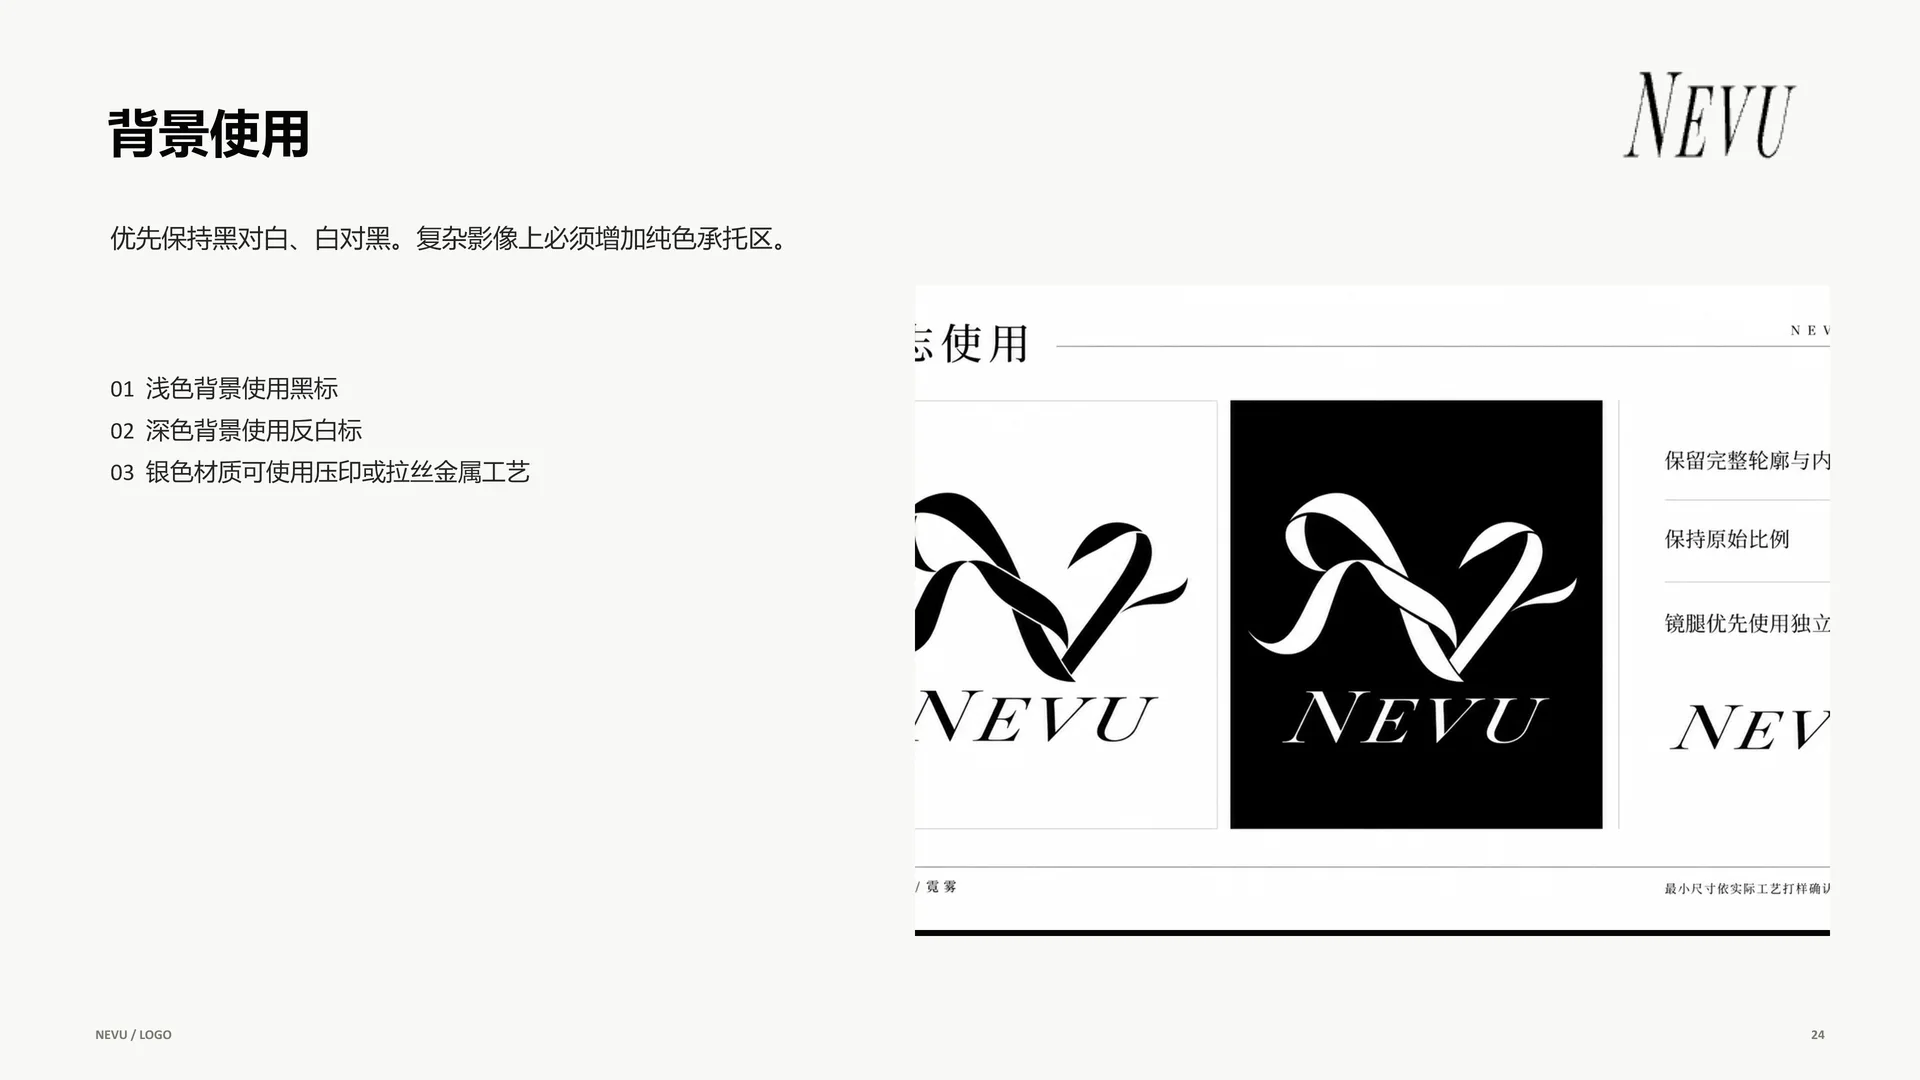 背景使用
NEVU
优先保持黑对白、白对黑。复杂影像上必须增加纯色承托区。
01 浅色背景使用黑标
02 深色背景使用反白标
03 银色材质可使用压印或拉丝金属工艺
志使用
NEV
保留完整轮廓与内
保持原始比例
镜腿优先使用独立
NEVU
NEVU
NEV
/ 霓雾
最小尺寸依实际工艺打样确认
NEVU / LOGO
24